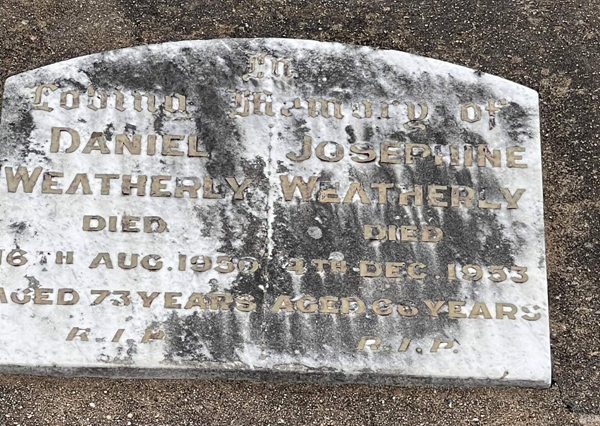 In
Loving Memory of
DANIEL JOSEPHINE
WEATHERLY WEATHERLY
DIED DIED
16TH AUG. 1950 4TH DEC. 1953
AGED 73 YEARS AGED 66 YEARS
R.I.P. R.I.P.